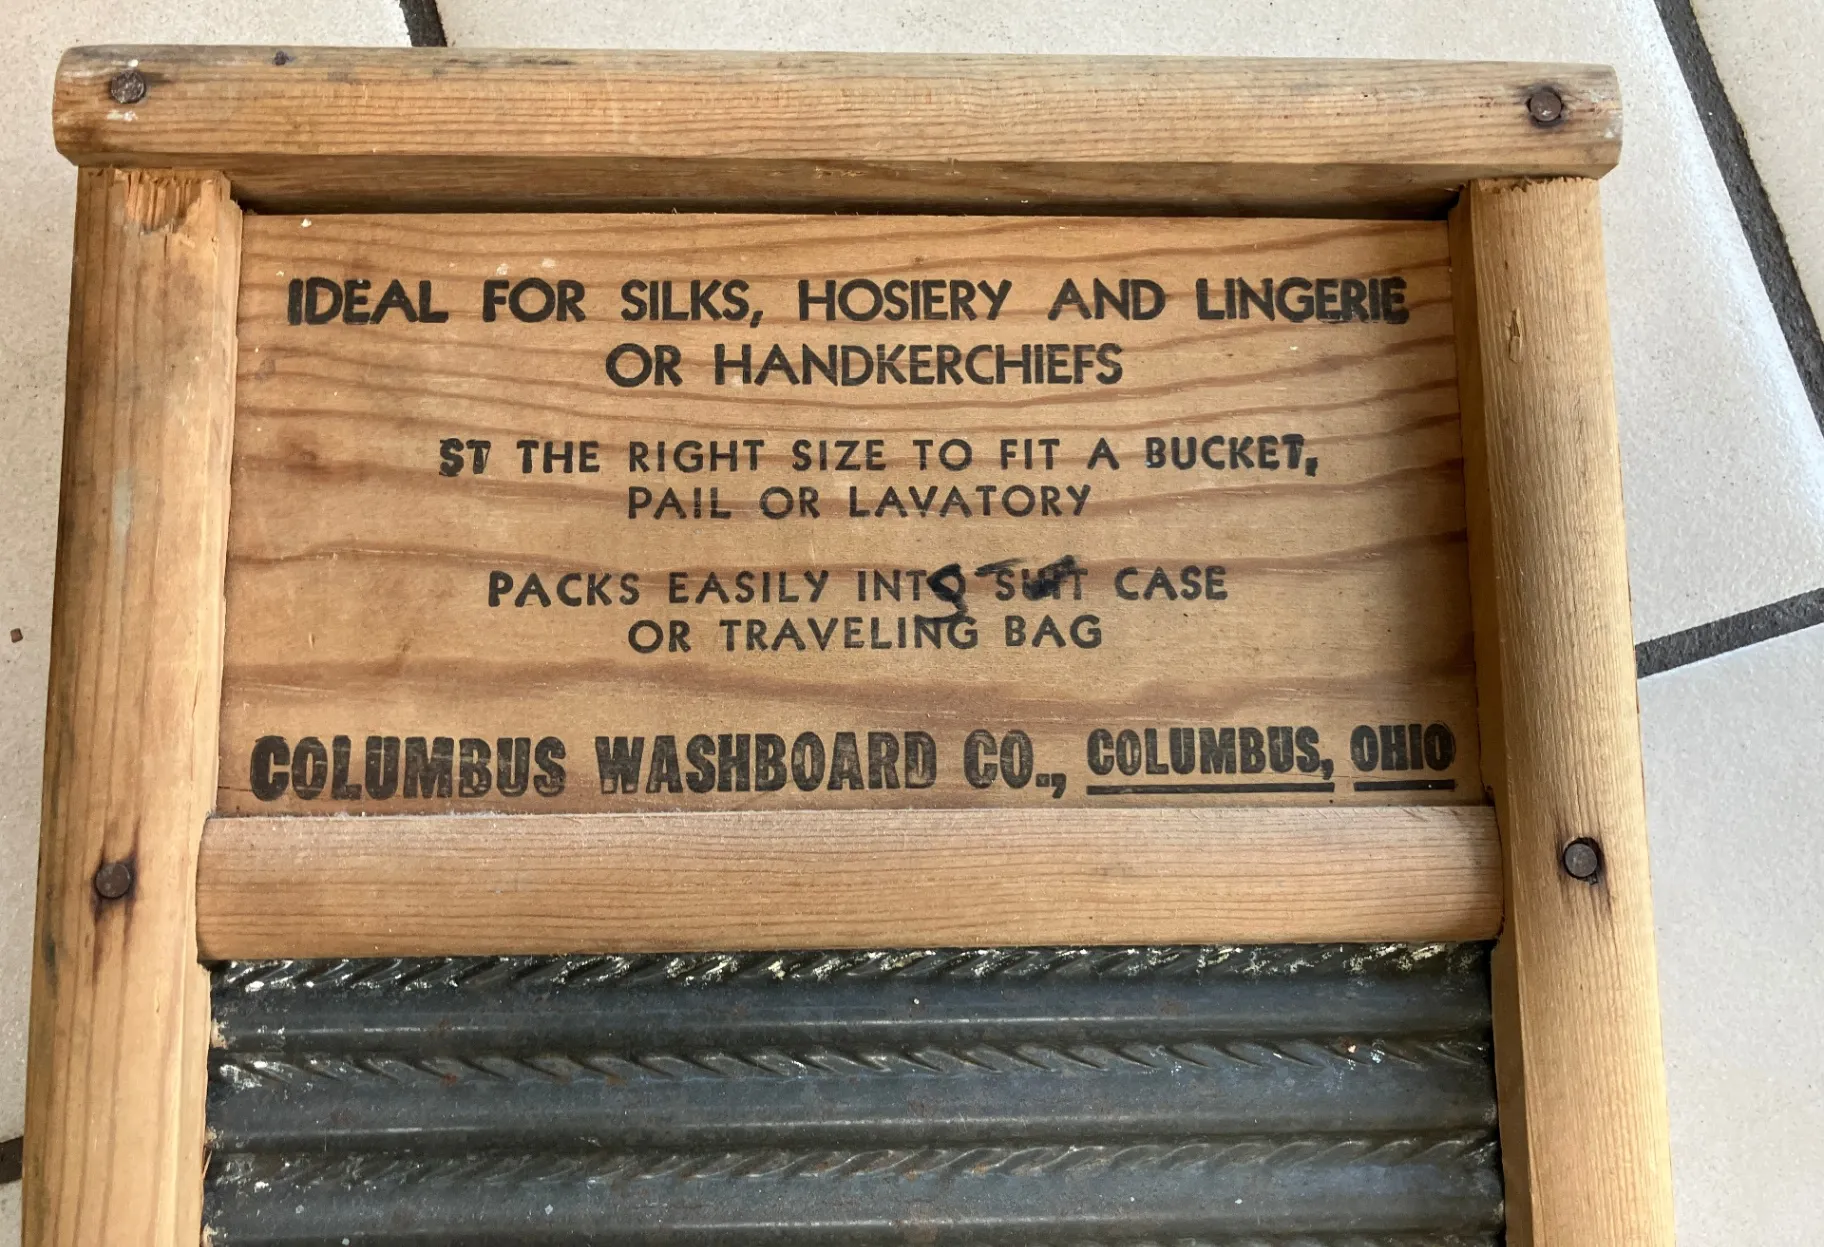 IDEAL FOR SILKS, HOSIERY AND LINGERIE
OR HANDKERCHIEFS
ST THE RIGHT SIZE TO FIT A BUCKET,
PAIL OR LAVATORY
PACKS EASILY INTO SUIT CASE
OR TRAVELING BAG
COLUMBUS WASHBOARD CO., COLUMBUS, OHIO